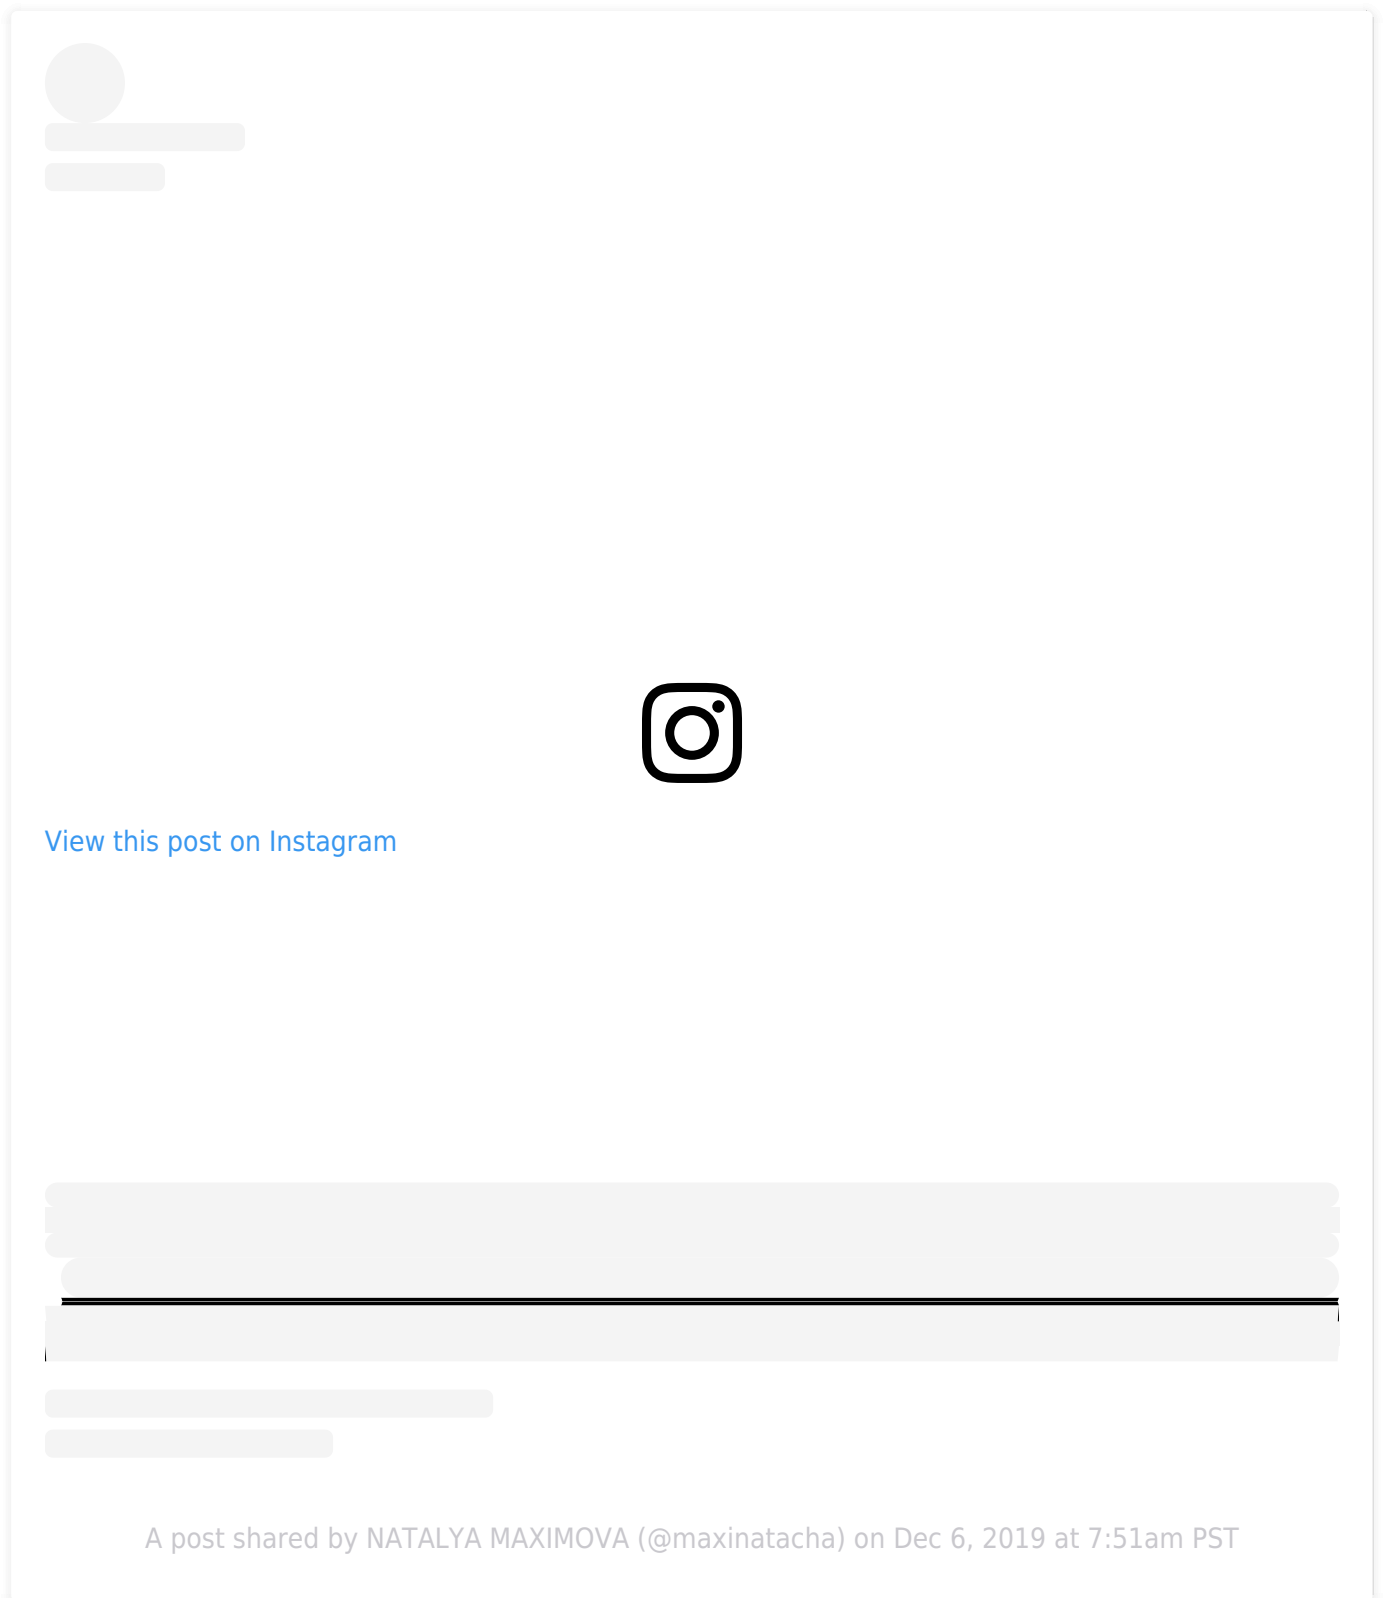 View this post on Instagram
A post shared by NATALYA MAXIMOVA (@maxinatacha) on Dec 6, 2019 at 7:51am PST